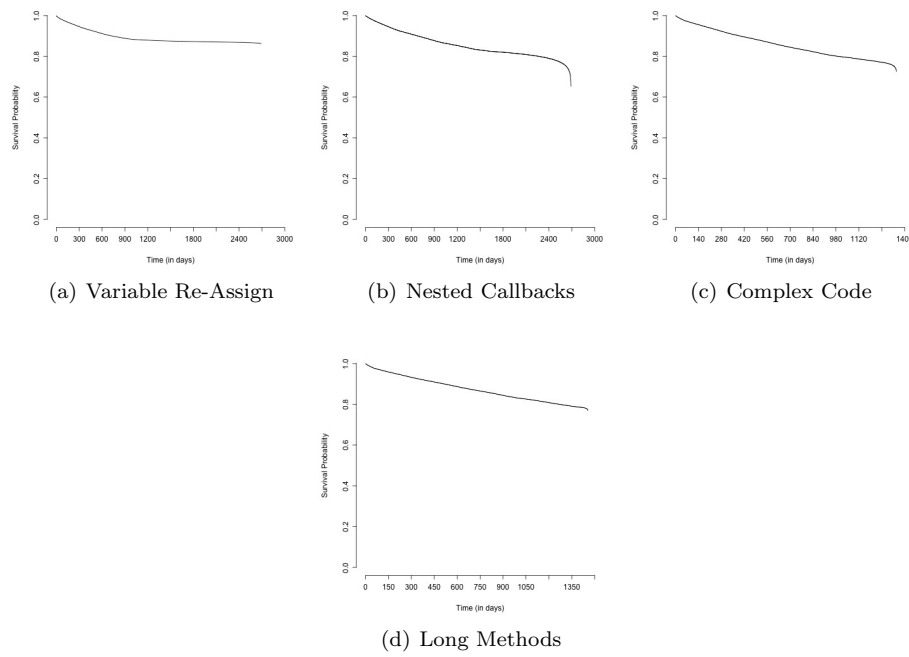 Survival Probability
0.0 0.2 0.4 0.6 0.8 1.0
0 300 600 900 1200 1500 2400 3000
Time (in days)
(a) Variable Re-Assign
Survival Probability
0.0 0.2 0.4 0.6 0.8 1.0
0 300 600 900 1200 1500 2400 3000
Time (in days)
(b) Nested Callbacks
Survival Probability
0.0 0.2 0.4 0.6 0.8 1.0
0 140 280 420 560 700 840 980 1120 140
Time (in days)
(c) Complex Code
Survival Probability
0.0 0.2 0.4 0.6 0.8 1.0
0 150 300 450 600 750 900 1050 1350
Time (in days)
(d) Long Methods